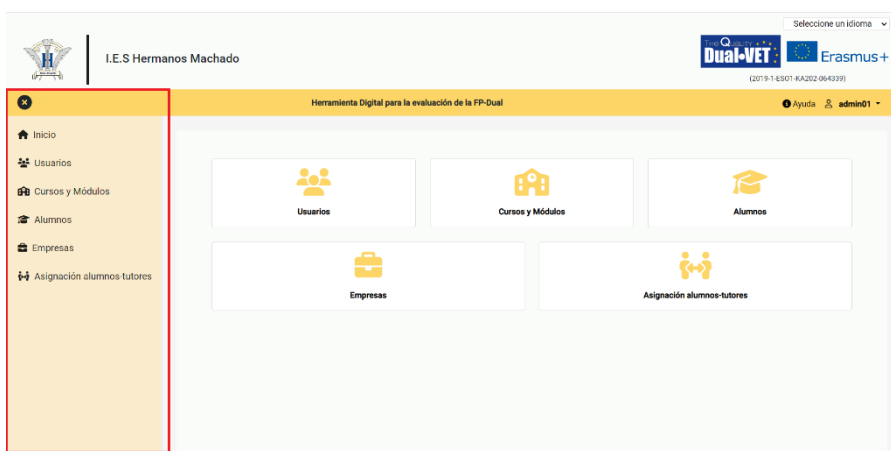 Seleccione un idioma
I.E.S Hermanos Machado
THE QUALITY
Dual-VET
Erasmus+
(2019-1-ES01-KA202-064339)
Herramienta Digital para la evaluación de la FP-Dual
Ayuda
admin01
Inicio
Usuarios
Cursos y Módulos
Alumnos
Empresas
Asignación alumnos-tutores
Usuarios
Cursos y Módulos
Alumnos
Empresas
Asignación alumnos-tutores